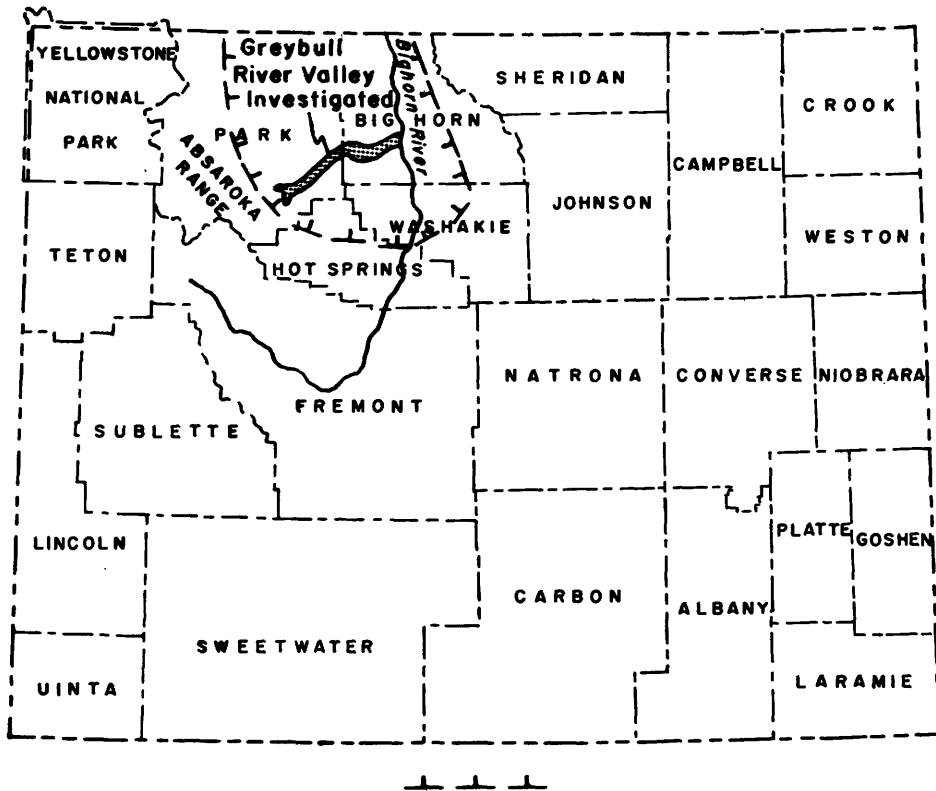 YELLOWSTONE
NATIONAL
PARK
Greybull
River Valley
Investigated
Bighorn River
BIG HORN
PARK
ABSAROKA
RANGE
SHERIDAN
CROOK
CAMPBELL
JOHNSON
WASHAKIE
WESTON
TETON
HOT SPRINGS
FREMONT
NATRONA
CONVERSE
NIOBRARA
SUBLETTE
LINCOLN
PLATTE
GOSHEN
CARBON
ALBANY
SWEETWATER
UINTA
LARAMIE